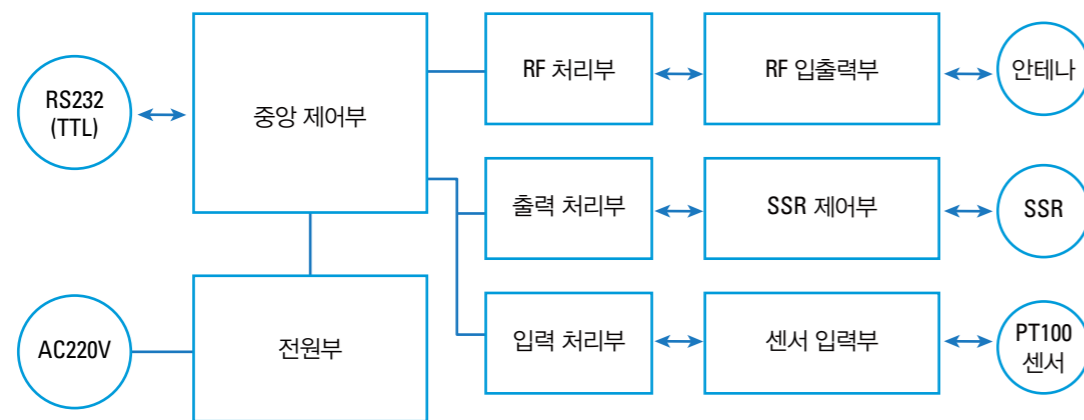 RS232
(TTL)
중앙 제어부
RF 처리부
RF 입출력부
안테나
출력 처리부
SSR 제어부
SSR
AC220V
전원부
입력 처리부
센서 입력부
PT100
센서